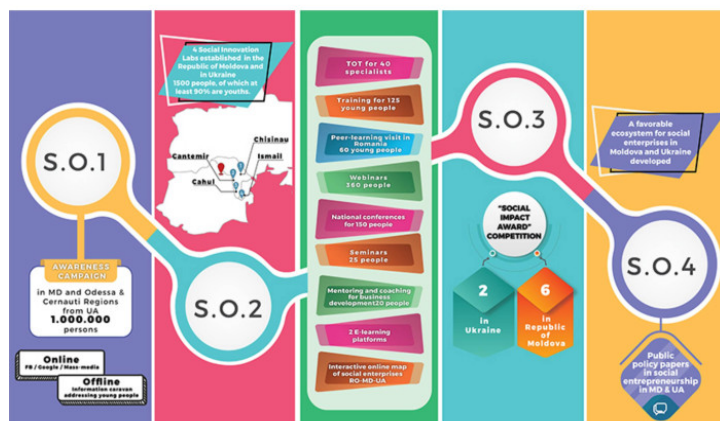 S.O.1
AWARENESS
CAMPAIGN
in MD and Odessa &
Cernauti Regions
from UA
1.000.000
persons
Online
FB / Google / Mass-media
Offline
Information caravan
addressing young people
4 Social Innovation
Labs established in the
Republic of Moldova and
in Ukraine
1500 people, of which at
least 90% are youths.
Chisinau
Cantemir
Ismail
Cahul
S.O.2
TOT for 40
specialists
Training for 125
young people
Peer-learning visit in
Romania
60 young people
Webinars
360 people
National conferences
for 150 people
Seminars
25 people
Mentoring and coaching
for business
development20 people
2 E-learning
platforms
Interactive online map
of social enterprises
RO-MD-UA
S.O.3
"SOCIAL
IMPACT
AWARD"
COMPETITION
2
in
Ukraine
6
in
Republic
of
Moldova
A favorable
ecosystem for social
enterprises in
Moldova and Ukraine
developed
S.O.4
Public
policy papers
in social
entrepreneurship
in MD & UA